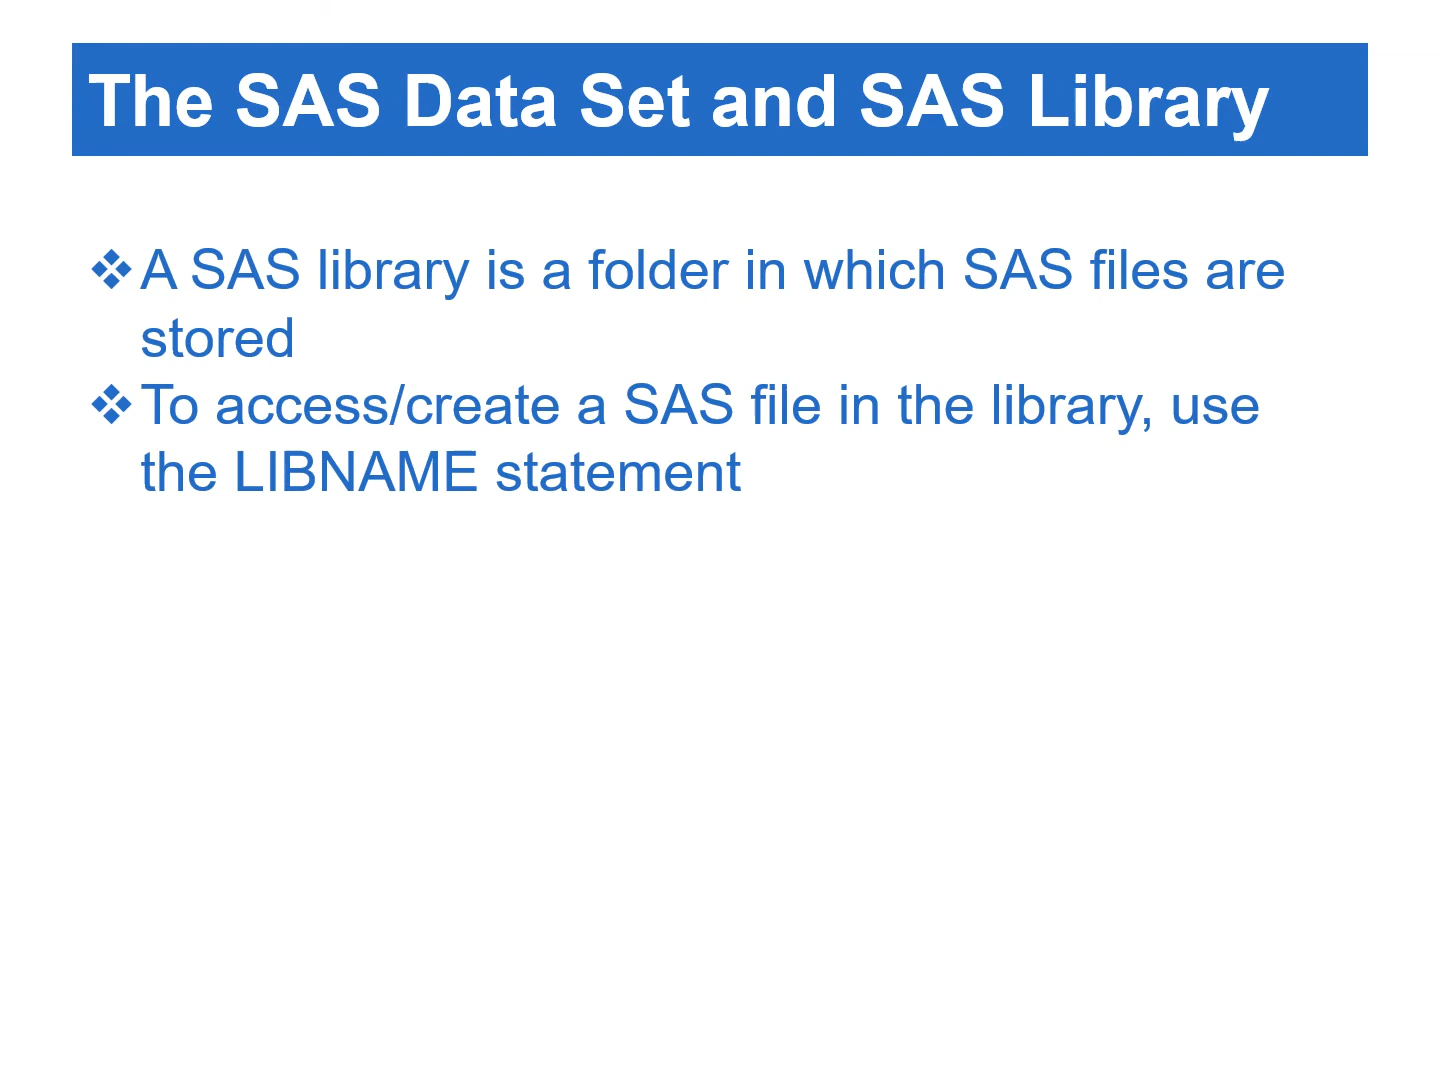 The SAS Data Set and SAS Library
❖A SAS library is a folder in which SAS files are
stored
❖To access/create a SAS file in the library, use
the LIBNAME statement